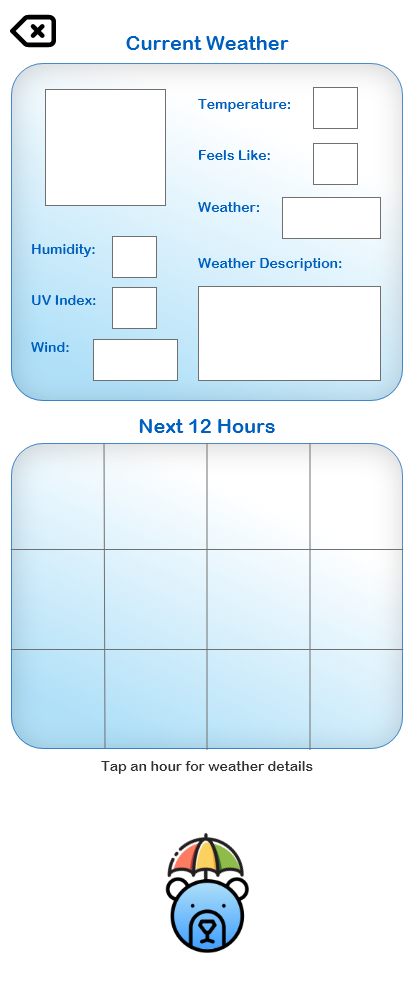 Current Weather
Temperature:
Feels Like:
Weather:
Humidity:
Weather Description:
UV Index:
Wind:
Next 12 Hours
Tap an hour for weather details